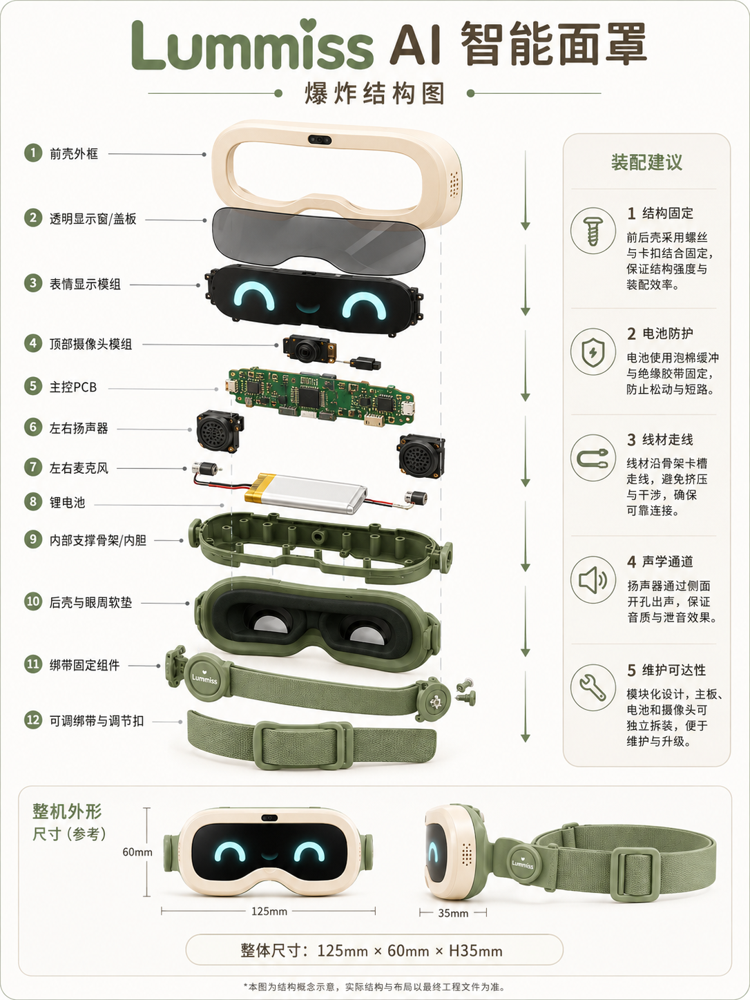 Lummiss AI 智能面罩
爆炸结构图
1 前壳外框
2 透明显示窗/盖板
3 表情显示模组
4 顶部摄像头模组
5 主控PCB
6 左右扬声器
7 左右麦克风
8 锂电池
9 内部支撑骨架/内胆
10 后壳与眼周软垫
11 绑带固定组件
12 可调绑带与调节扣
Lummiss
装配建议
1 结构固定
前后壳采用螺丝
与卡扣结合固定，
保证结构强度与
装配效率。
2 电池防护
电池使用泡棉缓冲
与绝缘胶带固定，
防止松动与短路。
3 线材走线
线材沿骨架卡槽
走线，避免挤压
与干涉，确保
可靠连接。
4 声学通道
扬声器通过侧面
开孔出声，保证
音质与泄音效果。
5 维护可达性
模块化设计，主板、
电池和摄像头可
独立拆装，便于
维护与升级。
整机外形
尺寸（参考）
60mm
125mm
35mm
Lummiss
整体尺寸：125mm × 60mm × H35mm
*本图为结构概念示意，实际结构与布局以最终工程文件为准。